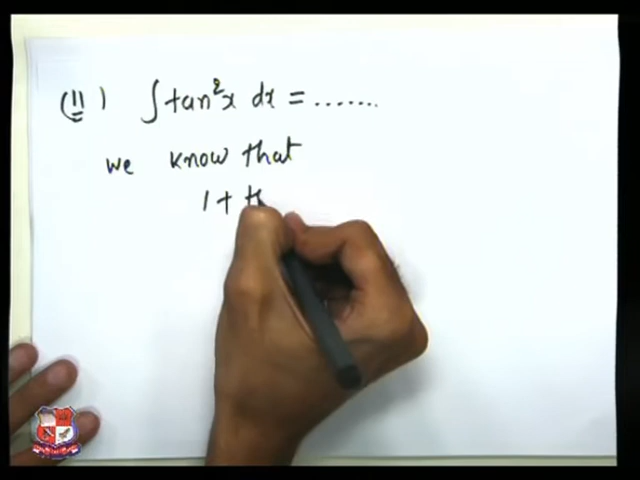 (11) ∫tan²x dx = .......
we know that
1 + t